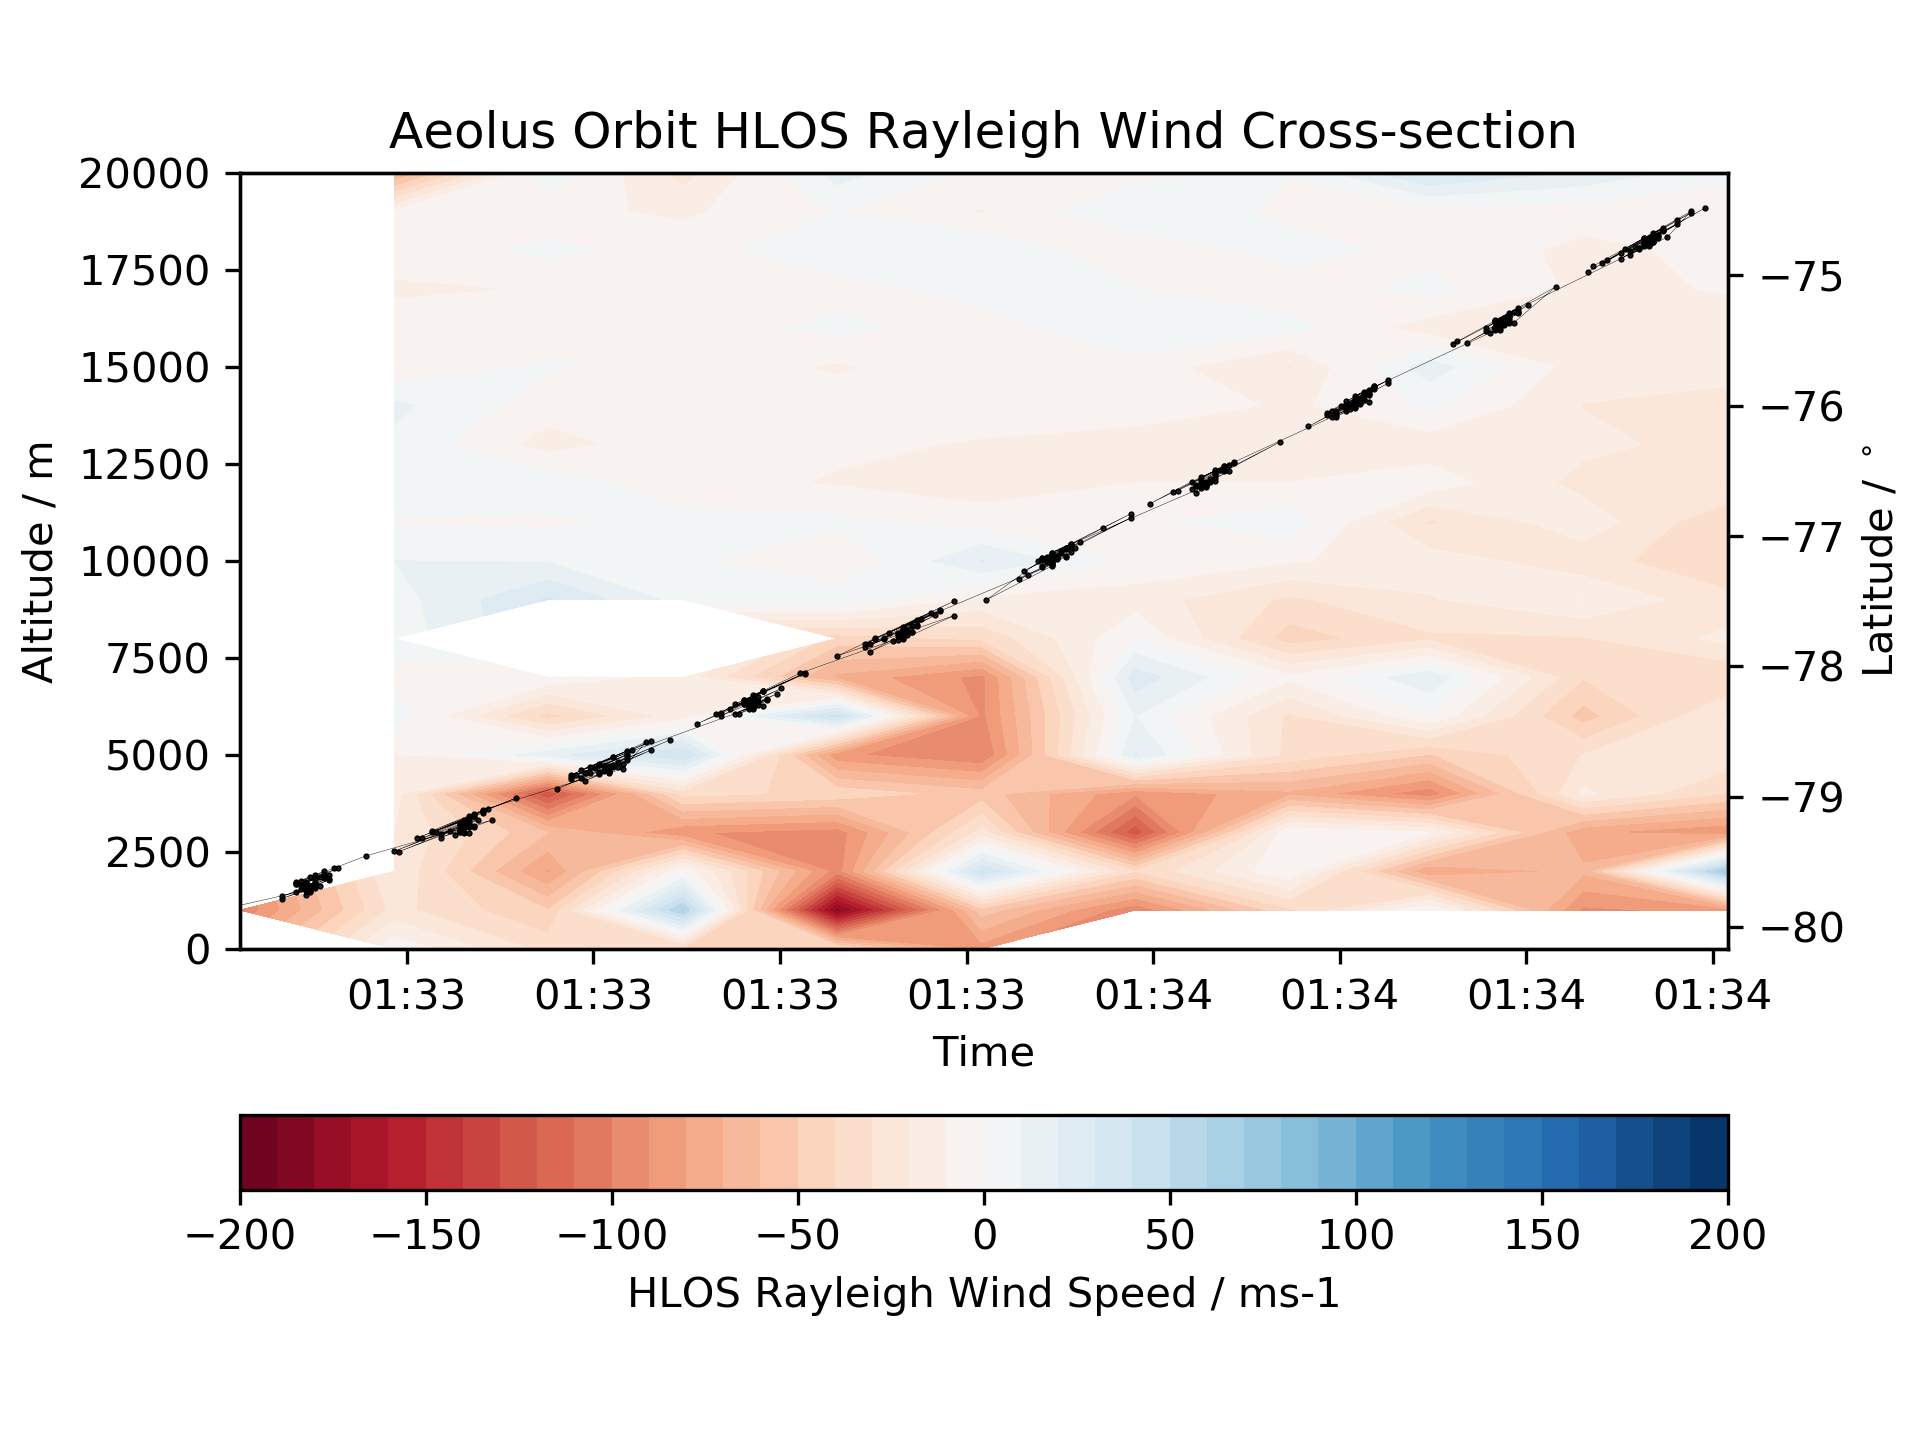 Aeolus Orbit HLOS Rayleigh Wind Cross-section
20000
17500
15000
12500
10000
7500
5000
2500
0
Altitude / m
−75
−76
−77
−78
−79
−80
Latitude / °
01:33 01:33 01:33 01:33 01:34 01:34 01:34 01:34
Time
−200 −150 −100 −50 0 50 100 150 200
HLOS Rayleigh Wind Speed / ms-1